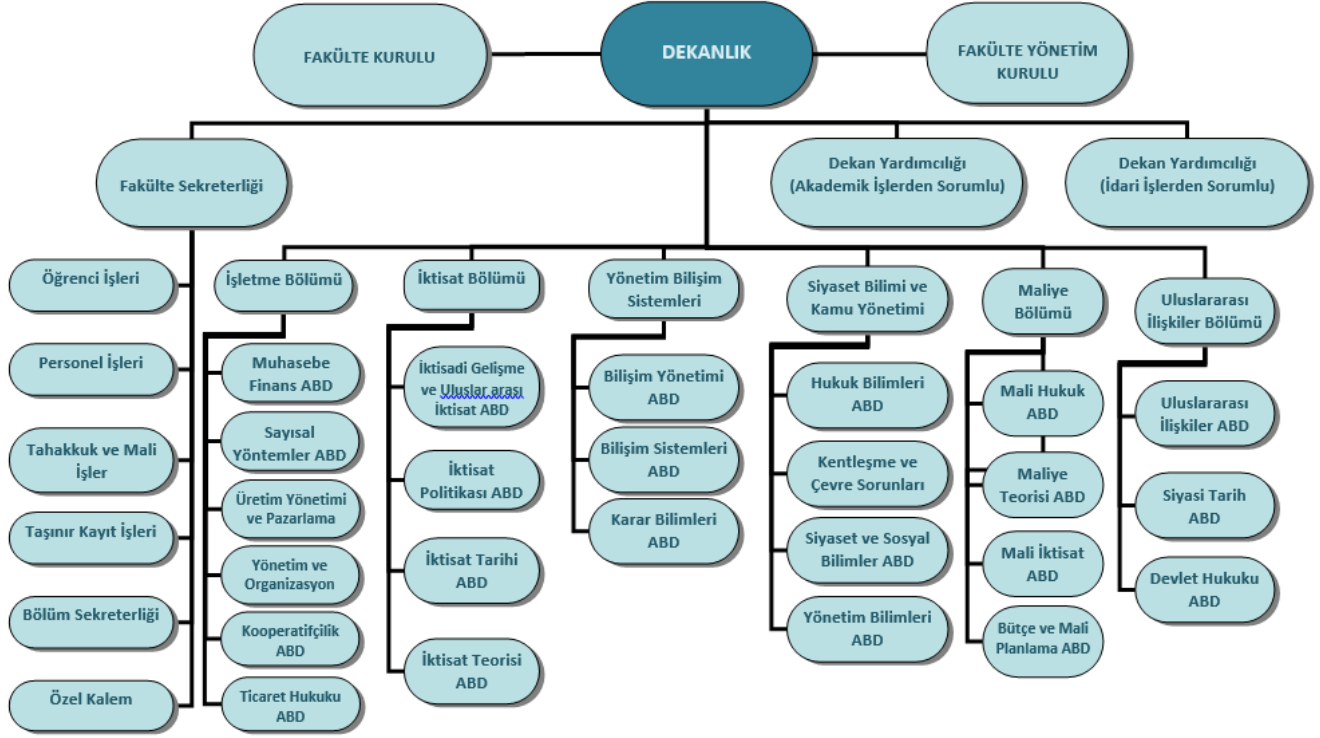 FAKÜLTE KURULU
DEKANLIK
FAKÜLTE YÖNETİM
KURULU
Fakülte Sekreterliği
Dekan Yardımcılığı
(Akademik İşlerden Sorumlu)
Dekan Yardımcılığı
(İdari İşlerden Sorumlu)
Öğrenci İşleri
Personel İşleri
Tahakkuk ve Mali
İşler
Taşınır Kayıt İşleri
Bölüm Sekreterliği
Özel Kalem
İşletme Bölümü
Muhasebe
Finans ABD
Sayısal
Yöntemler ABD
Üretim Yönetimi
ve Pazarlama
Yönetim ve
Organizasyon
Kooperatifçilik
ABD
Ticaret Hukuku
ABD
İktisat Bölümü
İktisadi Gelişme
ve Uluslar arası
İktisat ABD
İktisat
Politikası ABD
İktisat Tarihi
ABD
İktisat Teorisi
ABD
Yönetim Bilişim
Sistemleri
Bilişim Yönetimi
ABD
Bilişim Sistemleri
ABD
Karar Bilimleri
ABD
Siyaset Bilimi ve
Kamu Yönetimi
Hukuk Bilimleri
ABD
Kentleşme ve
Çevre Sorunları
Siyaset ve Sosyal
Bilimler ABD
Yönetim Bilimleri
ABD
Maliye
Bölümü
Mali Hukuk
ABD
Maliye
Teorisi ABD
Mali İktisat
ABD
Bütçe ve Mali
Planlama ABD
Uluslararası
İlişkiler Bölümü
Uluslararası
İlişkiler ABD
Siyasi Tarih
ABD
Devlet Hukuku
ABD